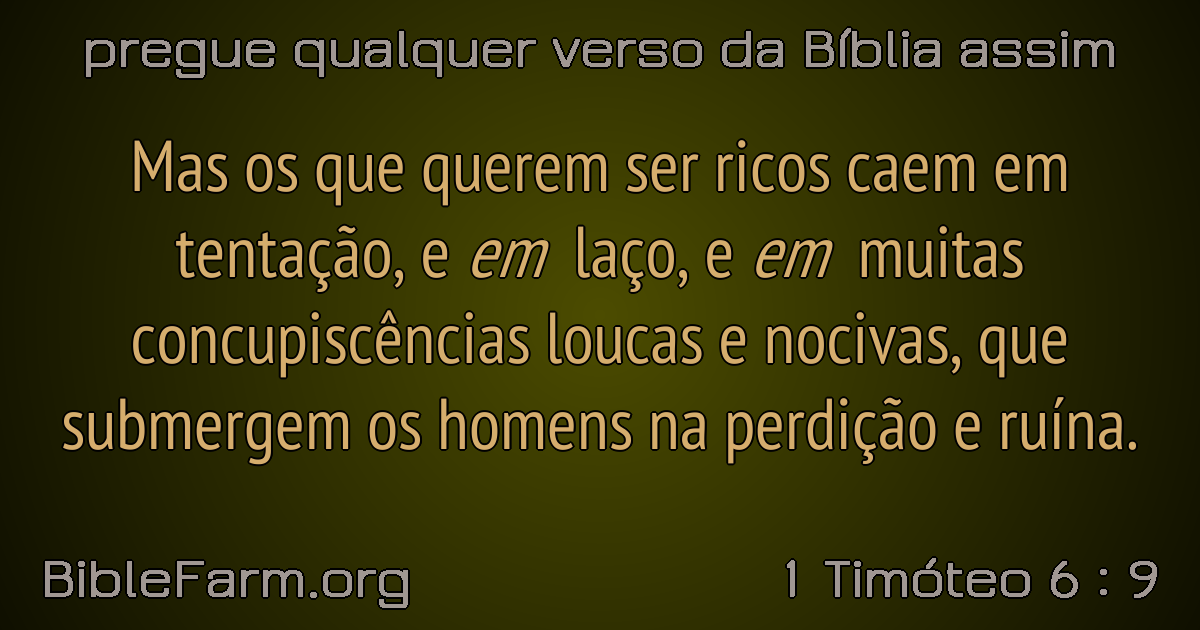 pregue qualquer verso da Bíblia assim
Mas os que querem ser ricos caem em
tentação, e em laço, e em muitas
concupiscências loucas e nocivas, que
submergem os homens na perdição e ruína.
BibleFarm.org
1 Timóteo 6 : 9